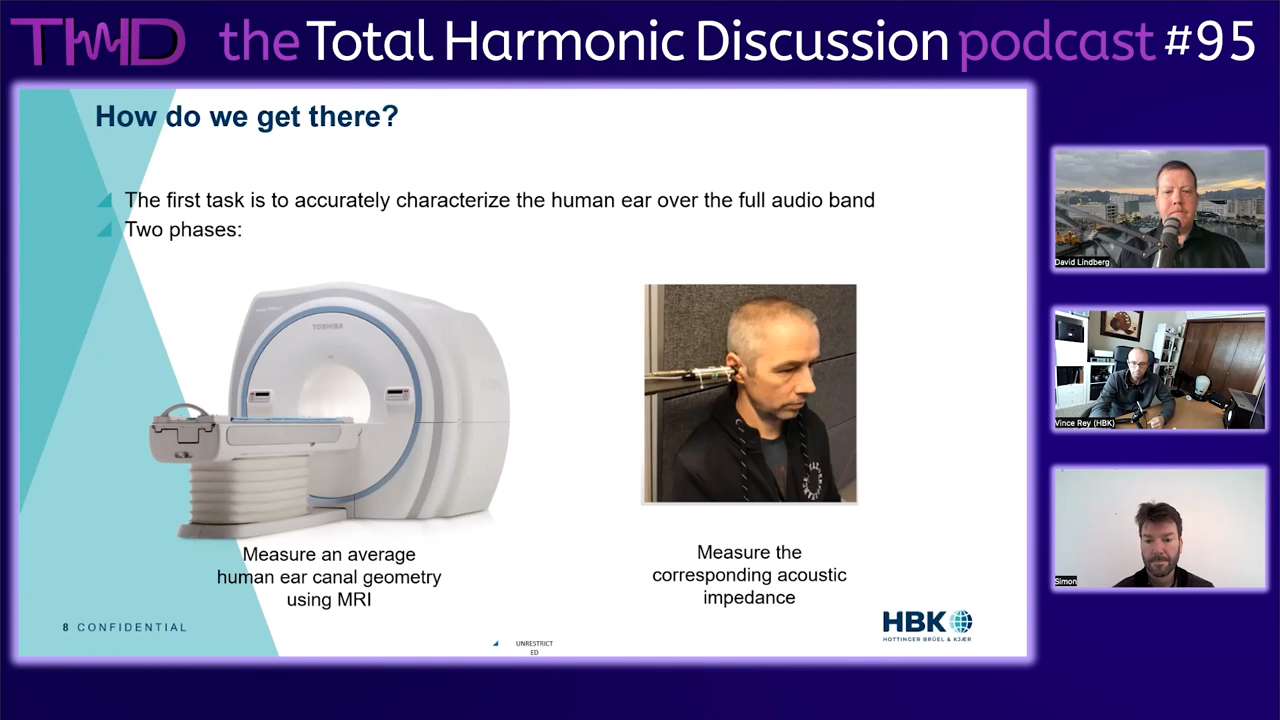 THD the Total Harmonic Discussion podcast #95
How do we get there?
The first task is to accurately characterize the human ear over the full audio band
Two phases:
TOSHIBA
Measure an average
human ear canal geometry
using MRI
Measure the
corresponding acoustic
impedance
8 CONFIDENTIAL
UNRESTRICT
ED
HBK
HOTTINGER BRÜEL & KJÆR
David Lindberg
Vince Rey (HBK)
Simon